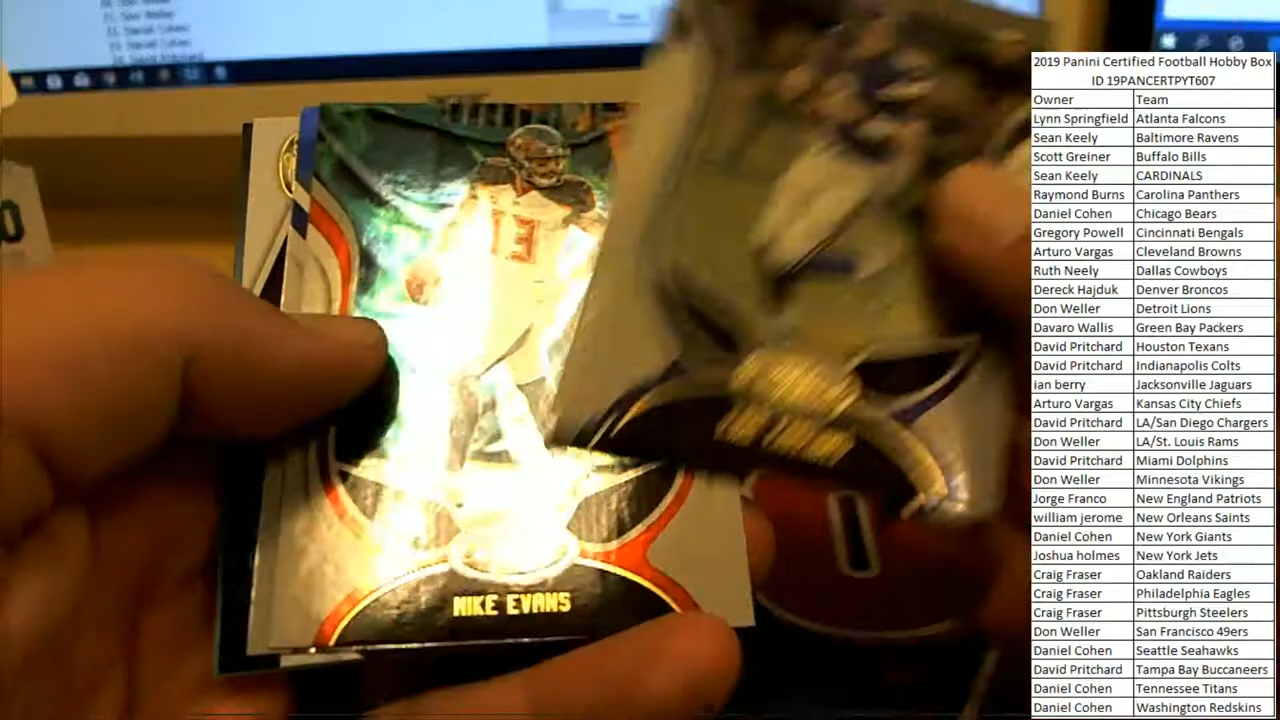 2019 Panini Certified Football Hobby Box
ID 19PANCERTPYT607
Owner Team
Lynn Springfield Atlanta Falcons
Sean Keely Baltimore Ravens
Scott Greiner Buffalo Bills
Sean Keely CARDINALS
Raymond Burns Carolina Panthers
Daniel Cohen Chicago Bears
Gregory Powell Cincinnati Bengals
Arturo Vargas Cleveland Browns
Ruth Neely Dallas Cowboys
Dereck Hajduk Denver Broncos
Don Weller Detroit Lions
Davaro Wallis Green Bay Packers
David Pritchard Houston Texans
David Pritchard Indianapolis Colts
ian berry Jacksonville Jaguars
Arturo Vargas Kansas City Chiefs
David Pritchard LA/San Diego Chargers
Don Weller LA/St. Louis Rams
David Pritchard Miami Dolphins
Don Weller Minnesota Vikings
Jorge Franco New England Patriots
william jerome New Orleans Saints
Daniel Cohen New York Giants
Joshua holmes New York Jets
Craig Fraser Oakland Raiders
Craig Fraser Philadelphia Eagles
Craig Fraser Pittsburgh Steelers
Don Weller San Francisco 49ers
Daniel Cohen Seattle Seahawks
David Pritchard Tampa Bay Buccaneers
Daniel Cohen Tennessee Titans
Daniel Cohen Washington Redskins
13
MIKE EVANS